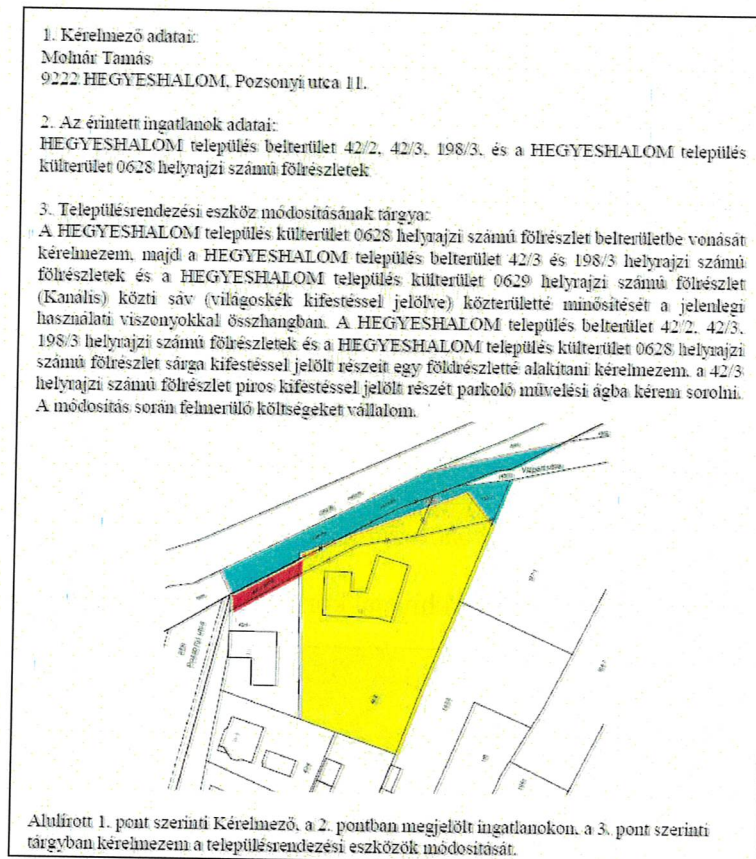 1. Kérelmező adatai:
Molnár Tamás
9222 HEGYESHALOM, Pozsonyi utca 11.
2. Az érintett ingatlanok adatai:
HEGYESHALOM település belterület 42/2, 42/3, 198/3, és a HEGYESHALOM település
külterület 0628 helyrajzi számú fölrészletek
3. Településrendezési eszköz módosításának tárgya:
A HEGYESHALOM település külterület 0628 helyrajzi számú fölrészlet belterületbe vonását
kérelmezem, majd a HEGYESHALOM település belterület 42/3 és 198/3 helyrajzi számú
fölrészletek és a HEGYESHALOM település külterület 0629 helyrajzi számú fölrészlet
(Kanális) közti sáv (világoskék kifestéssel jelölve) közterületté minősítését a jelenlegi
használati viszonyokkal összhangban. A HEGYESHALOM település belterület 42/2, 42/3,
198/3 helyrajzi számú fölrészletek és a HEGYESHALOM település külterület 0628 helyrajzi
számú fölrészlet sárga kifestéssel jelölt részeit egy földrészletté alakítani kérelmezem, a 42/3
helyrajzi számú fölrészlet piros kifestéssel jelölt részét parkoló művelési ágba kérem sorolni.
A módosítás során felmerülő költségeket vállalom.
Vízpart utca
Pozsonyi utca
Alulírott 1. pont szerinti Kérelmező, a 2. pontban megjelölt ingatlanokon, a 3. pont szerinti
tárgyban kérelmezem a településrendezési eszközök módosítását.